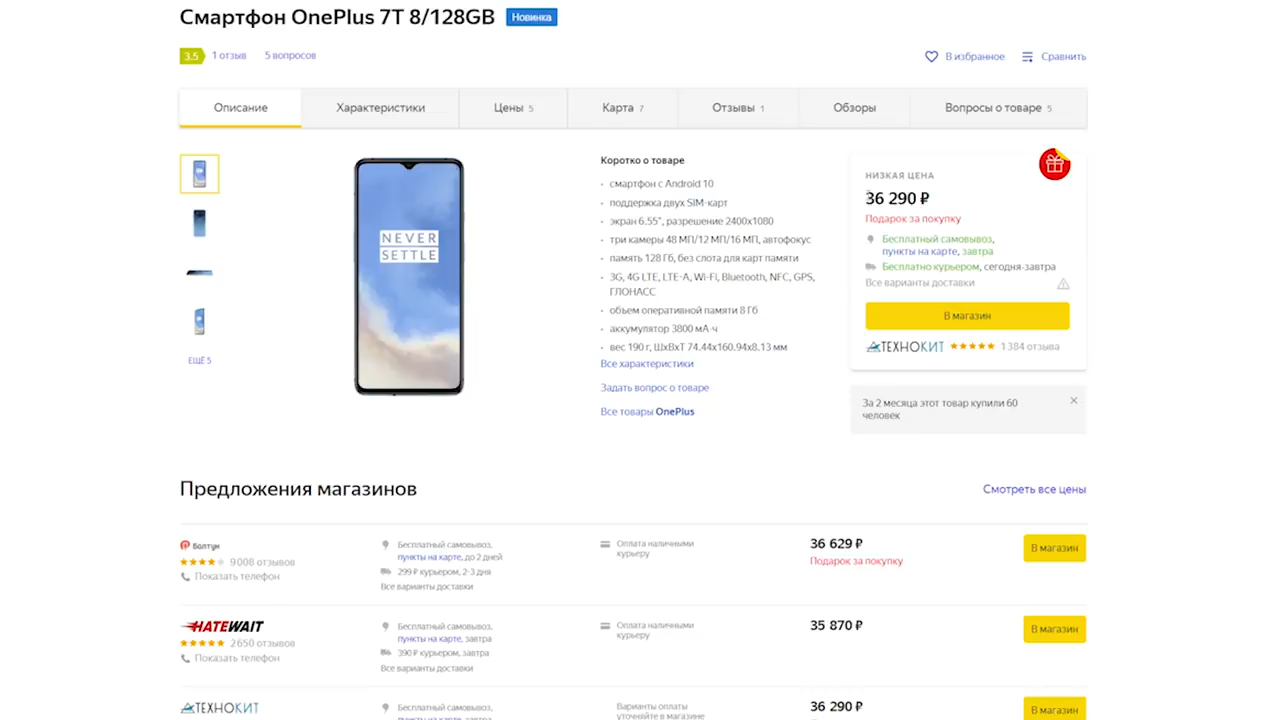 Смартфон OnePlus 7T 8/128GB Новинка
3.5 1 отзыв 5 вопросов
В избранное Сравнить
Описание Характеристики Цены 5 Карта 7 Отзывы 1 Обзоры Вопросы о товаре 5
NEVER
SETTLE
ЕЩЁ 5
Коротко о товаре
• смартфон с Android 10
• поддержка двух SIM-карт
• экран 6.55", разрешение 2400x1080
• три камеры 48 МП/12 МП/16 МП, автофокус
• память 128 Гб, без слота для карт памяти
• 3G, 4G LTE, LTE-A, Wi-Fi, Bluetooth, NFC, GPS,
ГЛОНАСС
• объем оперативной памяти 8 Гб
• аккумулятор 3800 мА·ч
• вес 190 г, ШxВxТ 74.44x160.94x8.13 мм
Все характеристики
Задать вопрос о товаре
Все товары OnePlus
НИЗКАЯ ЦЕНА
36 290 ₽
Подарок за покупку
Бесплатный самовывоз,
пункты на карте, завтра
Бесплатно курьером, сегодня-завтра
Все варианты доставки
В магазин
ТЕХНОКИТ 1 384 отзыва
За 2 месяца этот товар купили 60
человек
Предложения магазинов
Смотреть все цены
Болтун
9 008 отзывов
Показать телефон
Бесплатный самовывоз,
пункты на карте, до 2 дней
299 ₽ курьером, 2-3 дня
Все варианты доставки
Оплата наличными
курьеру
36 629 ₽
Подарок за покупку
В магазин
HATEWAIT
2 650 отзывов
Показать телефон
Бесплатный самовывоз,
пункты на карте, завтра
390 ₽ курьером, завтра
Все варианты доставки
Оплата наличными
курьеру
35 870 ₽
В магазин
ТЕХНОКИТ
Бесплатный самовывоз,
пункты на карте, завтра
Варианты оплаты
уточняйте в магазине
36 290 ₽
В магазин